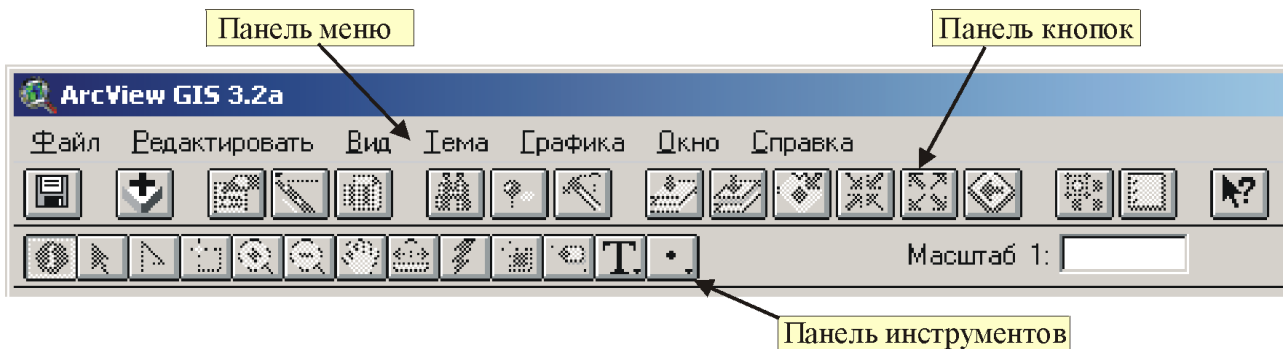 Панель меню
Панель кнопок
ArcView GIS 3.2a
Файл Редактировать Вид Тема Графика Окно Справка
?
T.
Масштаб 1:
Панель инструментов